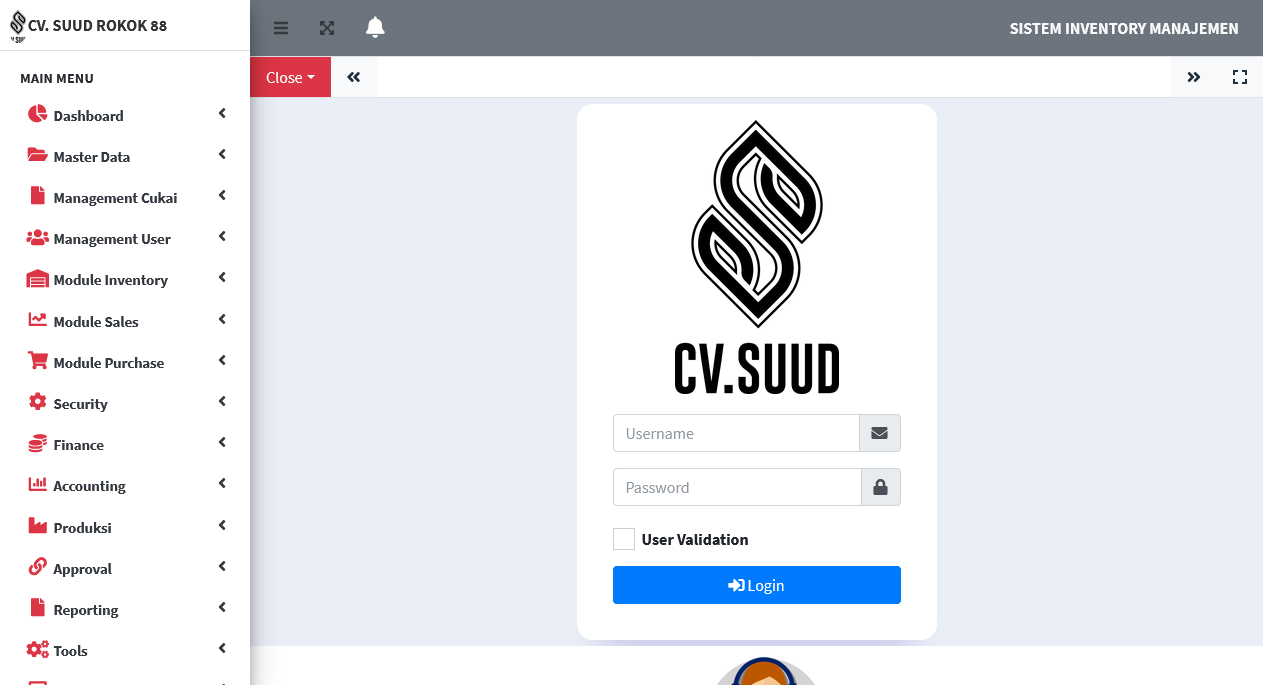 CV. SUUD ROKOK 88
SISTEM INVENTORY MANAJEMEN
Close
MAIN MENU
Dashboard
Master Data
Management Cukai
Management User
Module Inventory
Module Sales
Module Purchase
Security
Finance
Accounting
Produksi
Approval
Reporting
Tools
CV.SUUD
Username
Password
User Validation
Login